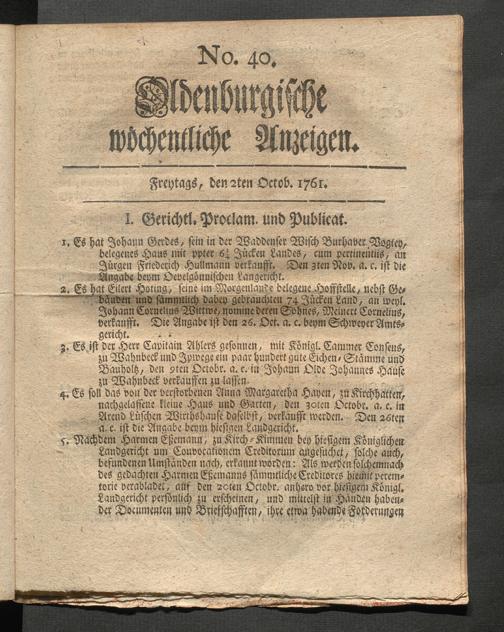 No. 40.
Oldenburgische
wöchentliche Anzeigen.
Freytags, den 2ten Octob. 1761.
I. Gerichtl. Proclam. und Publicat.
1. Es hat Johann Gerdes, sein in der Waddenser Wisch Burhaver Vogtey,
belegenes Haus mit ppter 6¼ Jücken Landes, cum pertinentiis, an
Jürgen Friederich Hullmann verkaufft. Den 3ten Nov. a. c. ist die
Angabe beym Ovelgönnischen Landgericht.
2. Es hat Eilert Hoting, seine im Morgenlande belegene Hoffstelle, nebst Ge-
bäuden und sämmtlich dabey gebrauchten 74 Jücken Land, an weyl.
Johann Cornelius Wittwe, nomine deren Sohnes, Meinert Cornelius,
verkaufft. Die Angabe ist den 26. Oct. a. c. beym Schweyer Amts-
gericht.
3. Es ist der Herr Capitain Ahlers gesonnen, mit Königl. Cammer Consens,
zu Wahnbeck und Ipwege ein paar hundert gute Eichen-Stämme und
Bauholtz, den 9ten Octobr. a. c. in Johann Olde Johannes Hause
zu Wahnbeck verkauffen zu lassen.
4. Es soll das von der verstorbenen Anna Margaretha Hayen, zu Kirchhatten,
nachgelassene kleine Haus und Garten, den 30ten Octobr. a. c. in
Arend Lüschen Wirthshause daselbst, verkaufft werden. Den 26ten
a. c. ist die Angabe beym hiesigen Landgericht.
5. Nachdem Harmen Esemann, zu Kirch-Kimmen bey hiesigem Königlichen
Landgericht um Convocationem Creditorum angesuchet, solche auch,
befundenen Umständen nach, erkannt worden: Als werden solchemnach
des gedachten Harmen Esemanns sämmtliche Creditores hiemit perem-
torie verabladet, auf den 20ten Octobr. anhero vor hiesigem Königl.
Landgericht persönlich zu erscheinen, und mittelst in Händen haben-
der Documenten und Briefschafften, ihre etwa habende Forderungen